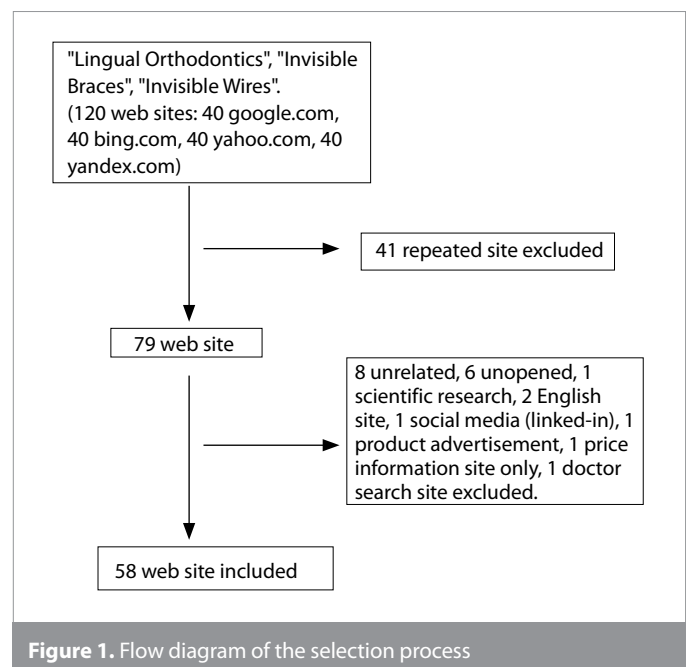 "Lingual Orthodontics", "Invisible
Braces", "Invisible Wires".
(120 web sites: 40 google.com,
40 bing.com, 40 yahoo.com, 40
yandex.com)
41 repeated site excluded
79 web site
8 unrelated, 6 unopened, 1
scientific research, 2 English
site, 1 social media (linked-in), 1
product advertisement, 1 price
information site only, 1 doctor
search site excluded.
58 web site included
Figure 1. Flow diagram of the selection process